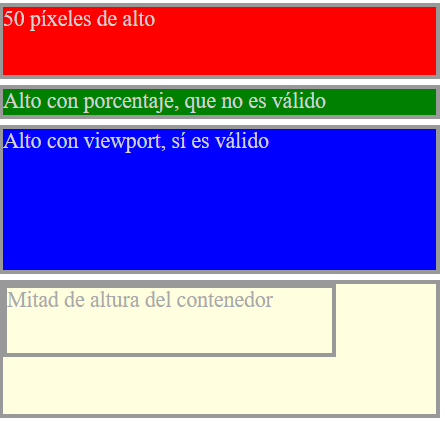 50 píxeles de alto
Alto con porcentaje, que no es válido
Alto con viewport, sí es válido
Mitad de altura del contenedor